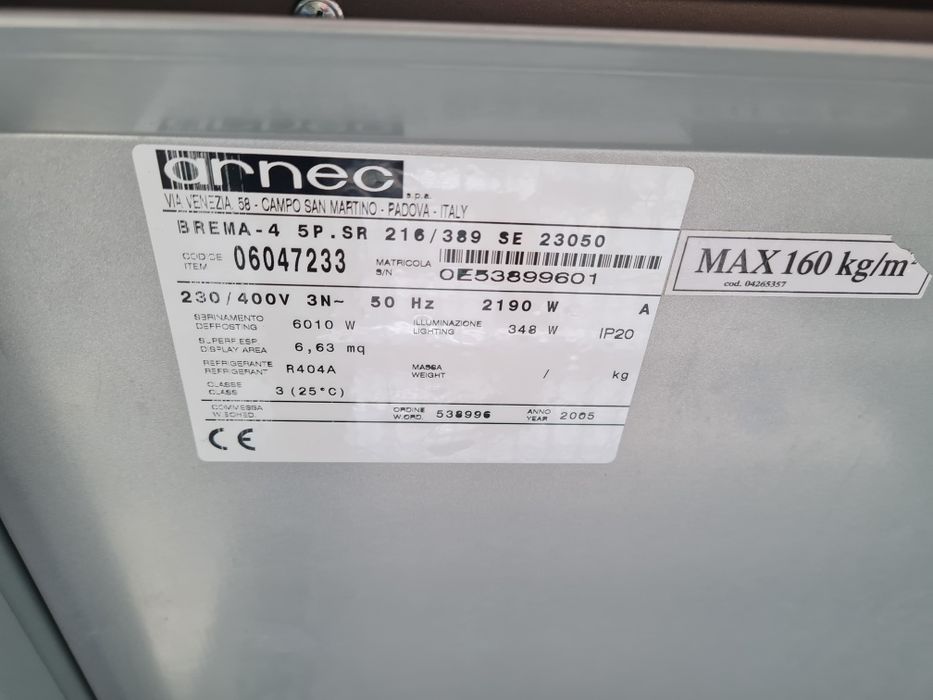 arneg s.p.a.
VIA VENEZIA, 58 - CAMPO SAN MARTINO - PADOVA - ITALY
BREMA-4 5P.SR 216/389 SE 23050
CODICE ITEM 06047233 MATRICOLA S/N 0E53899601
230/400V 3N~ 50 Hz 2190 W A
SBRINAMENTO DEFROSTING 6010 W ILLUMINAZIONE LIGHTING 348 W IP20
SUPERF.ESP. DISPLAY AREA 6,63 mq
REFRIGERANTE REFRIGERANT R404A MASSA WEIGHT / kg
CLASSE CLASS 3 (25°C)
COMMESSA W.SCHED. ORDINE W.ORD. 538996 ANNO YEAR 2005
CE
MAX 160 kg/m²
cod. 04265357